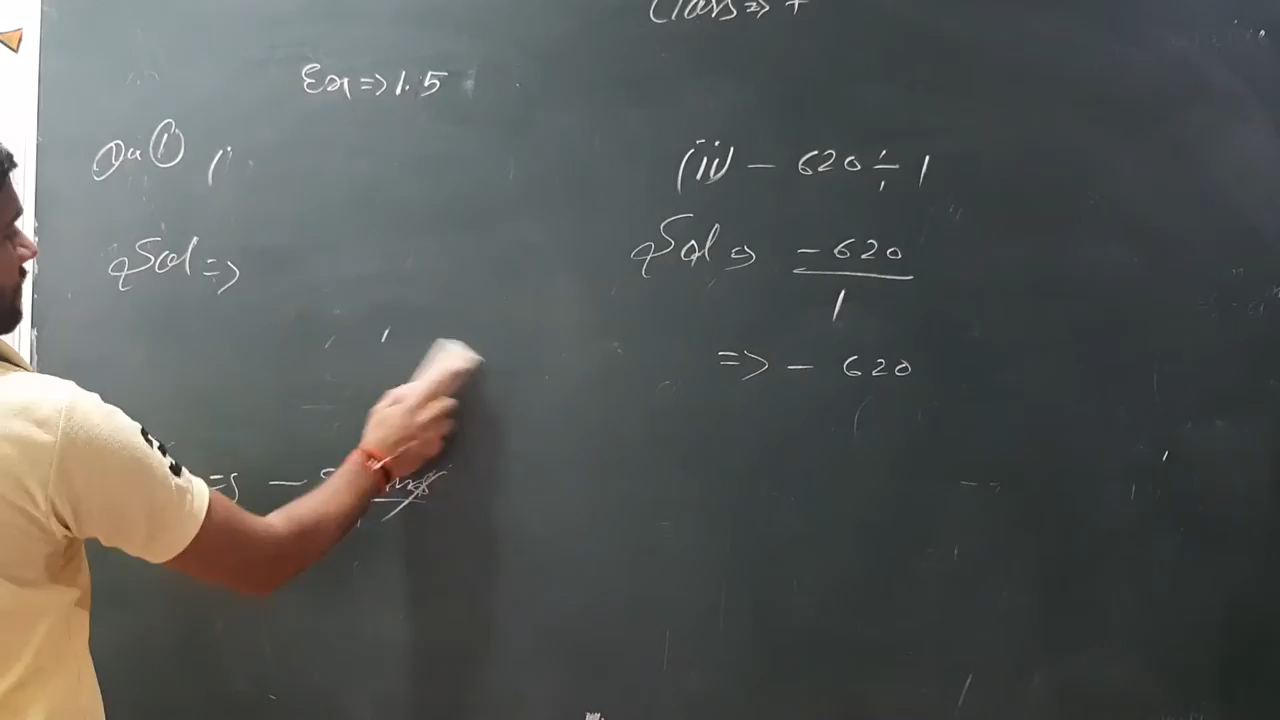 Class => 7
Ex => 1.5
Qu ① (i
Sol =>
(ii) - 620 ÷ 1
Sol => -620
1
=> - 620
=> -